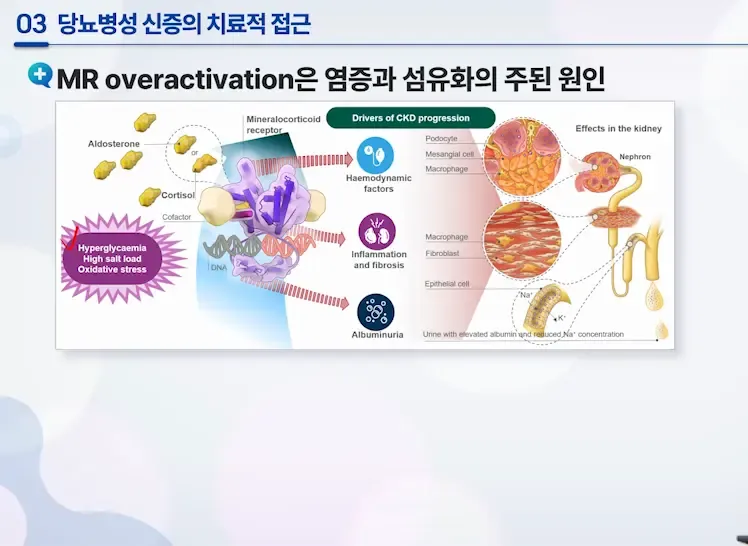 03 당뇨병성 신증의 치료적 접근
MR overactivation은 염증과 섬유화의 주된 원인
Aldosterone
or
Cortisol
Cofactor
Mineralocorticoid
receptor
DNA
Hyperglycaemia
High salt load
Oxidative stress
Drivers of CKD progression
Haemodynamic
factors
Inflammation
and fibrosis
Albuminuria
Effects in the kidney
Podocyte
Mesangial cell
Macrophage
Nephron
Macrophage
Fibroblast
Epithelial cell
Na⁺
K⁺
Urine with elevated albumin and reduced Na⁺ concentration